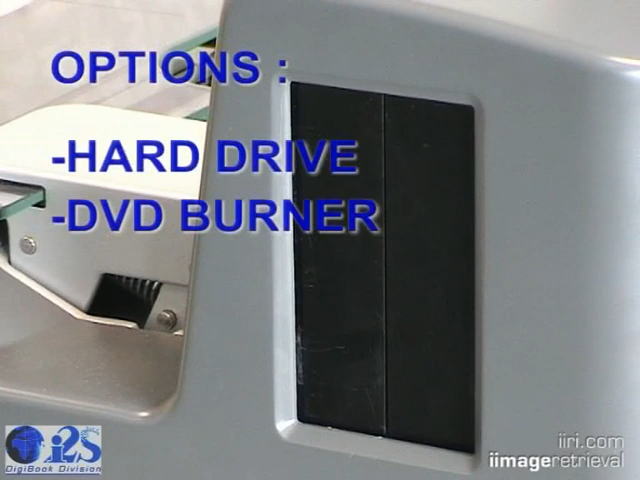 OPTIONS :
-HARD DRIVE
-DVD BURNER
i2S
DigiBook Division
iiri.com
iimageretrieval